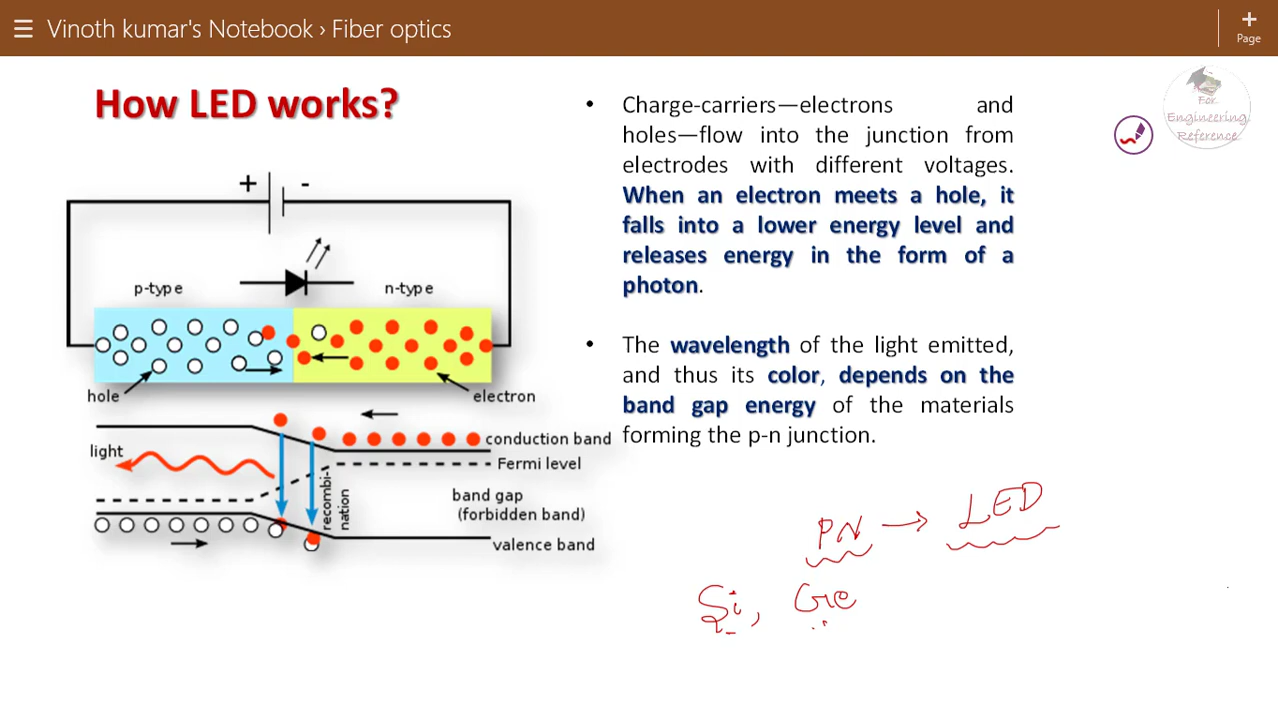 ☰ Vinoth kumar's Notebook › Fiber optics
+
Page
How LED works?
For
Engineering
Reference
• Charge-carriers—electrons and
holes—flow into the junction from
electrodes with different voltages.
When an electron meets a hole, it
falls into a lower energy level and
releases energy in the form of a
photon.
• The wavelength of the light emitted,
and thus its color, depends on the
band gap energy of the materials
forming the p-n junction.
+ -
p-type n-type
hole electron
conduction band
light
Fermi level
recombi-
nation
band gap
(forbidden band)
valence band
PN → LED
Si, Ge